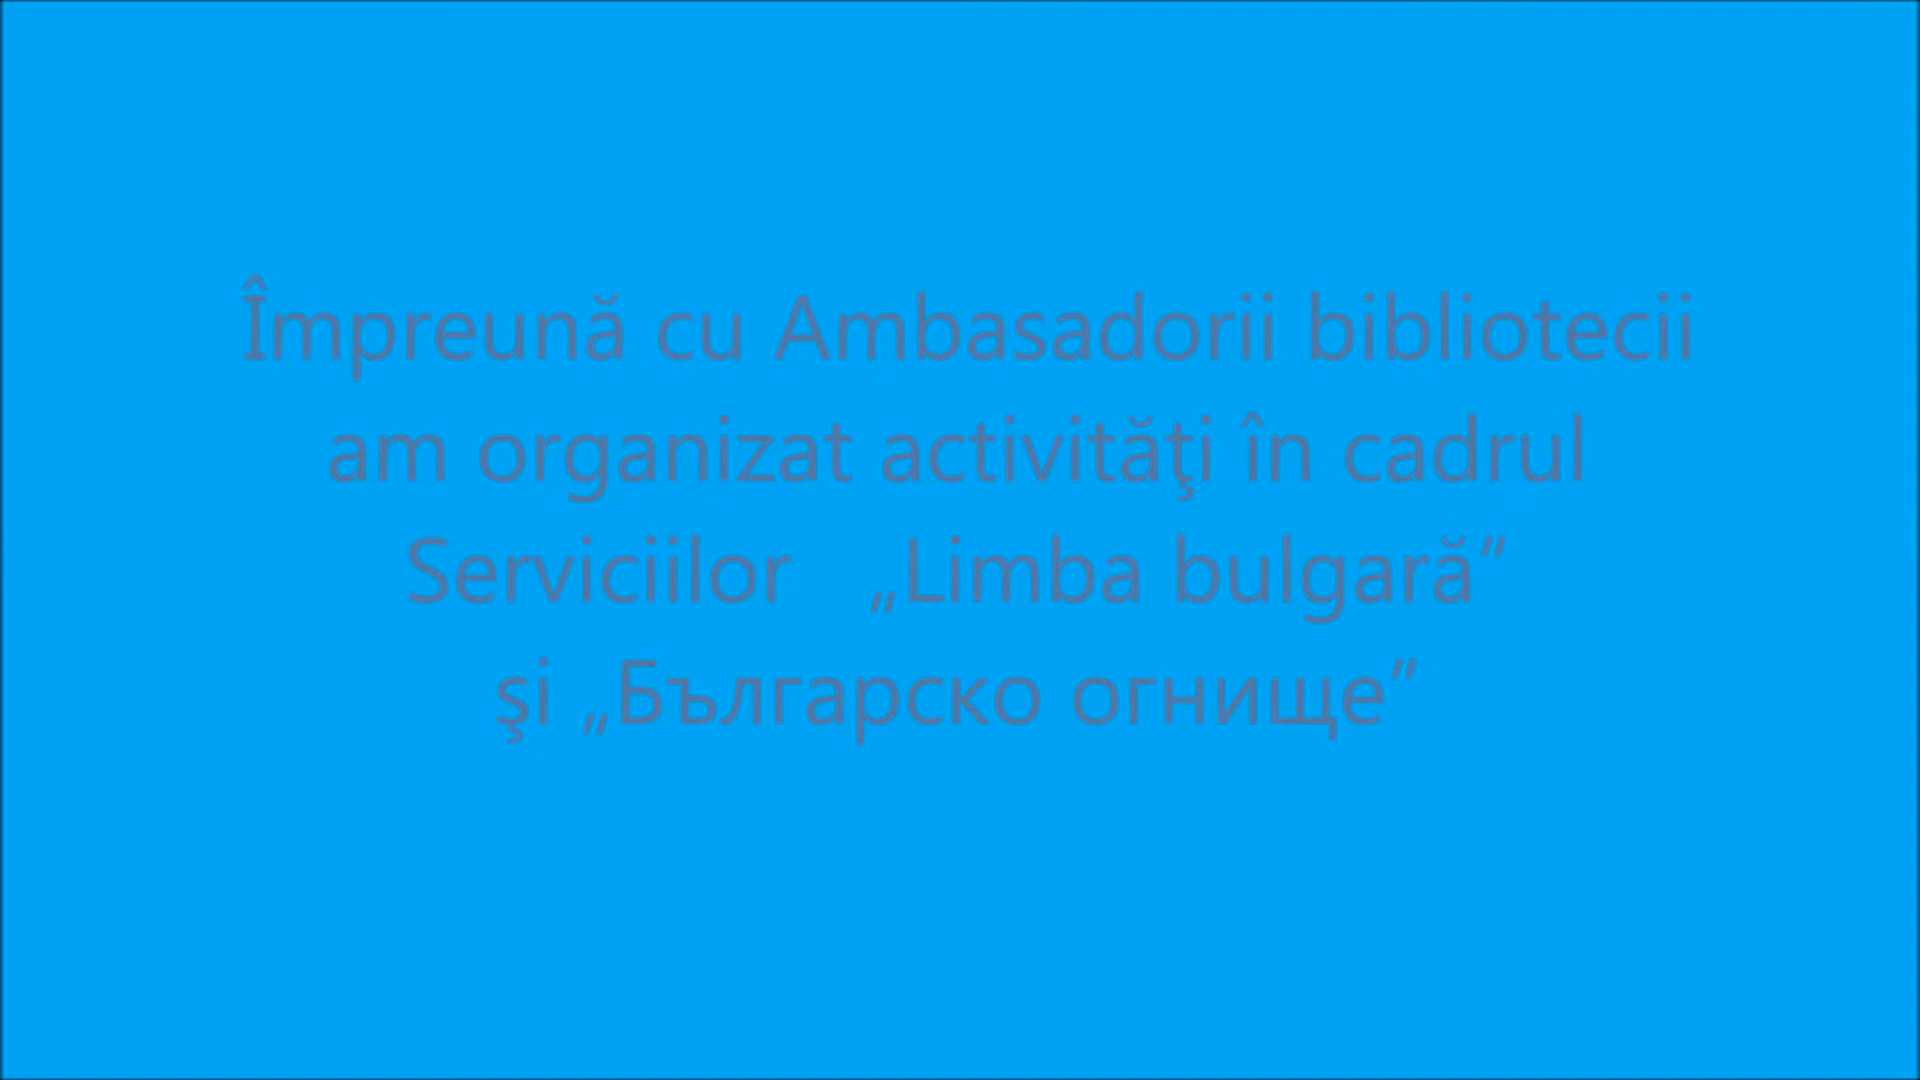 Împreună cu Ambasadorii bibliotecii
am organizat activităţi în cadrul
Serviciilor „Limba bulgară”
şi „Българско огнище”